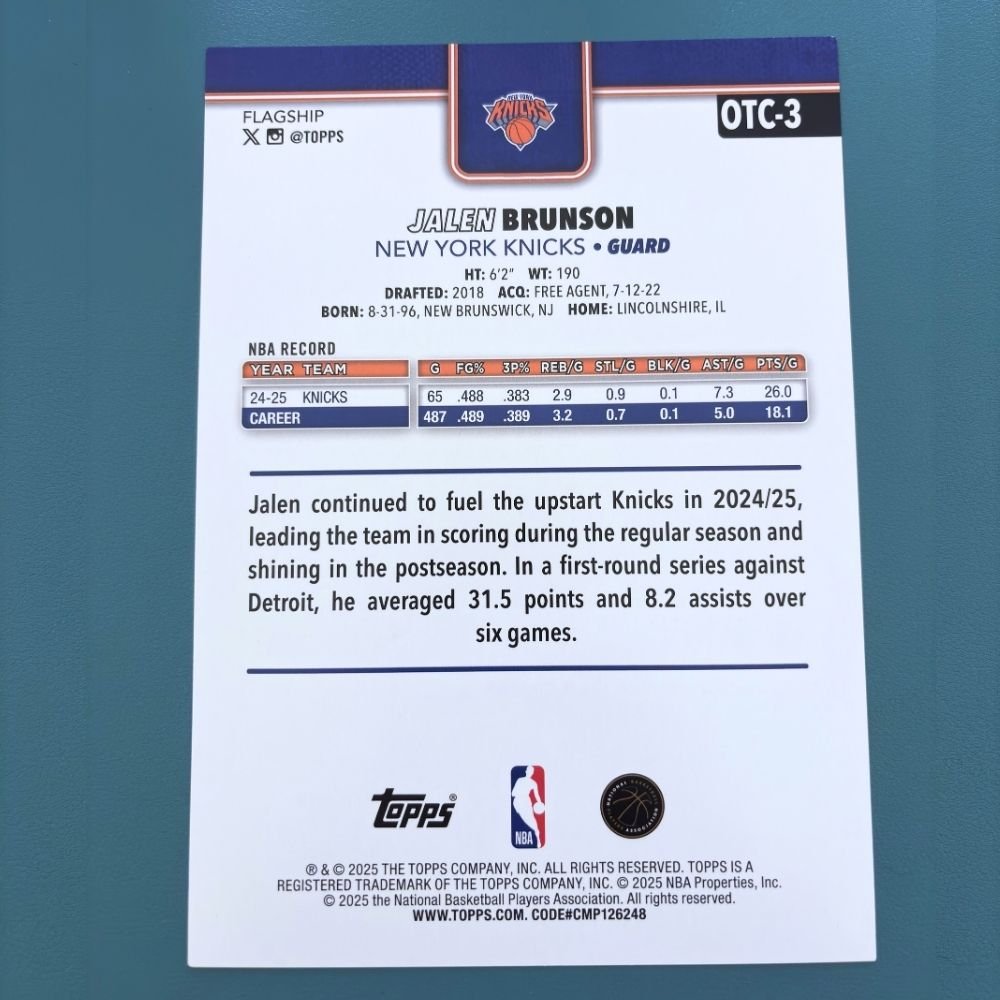 NEW YORK
KNICKS
FLAGSHIP
@TOPPS
OTC-3
JALEN BRUNSON
NEW YORK KNICKS • GUARD
HT: 6'2" WT: 190
DRAFTED: 2018 ACQ: FREE AGENT, 7-12-22
BORN: 8-31-96, NEW BRUNSWICK, NJ HOME: LINCOLNSHIRE, IL
NBA RECORD
YEAR TEAM G FG% 3P% REB/G STL/G BLK/G AST/G PTS/G
24-25 KNICKS 65 .488 .383 2.9 0.9 0.1 7.3 26.0
CAREER 487 .489 .389 3.2 0.7 0.1 5.0 18.1
Jalen continued to fuel the upstart Knicks in 2024/25,
leading the team in scoring during the regular season and
shining in the postseason. In a first-round series against
Detroit, he averaged 31.5 points and 8.2 assists over
six games.
topps®
NBA
NATIONAL BASKETBALL
PLAYERS ASSOCIATION
® & © 2025 THE TOPPS COMPANY, INC. ALL RIGHTS RESERVED. TOPPS IS A
REGISTERED TRADEMARK OF THE TOPPS COMPANY, INC. © 2025 NBA Properties, Inc.
© 2025 the National Basketball Players Association. All rights reserved.
WWW.TOPPS.COM. CODE#CMP126248